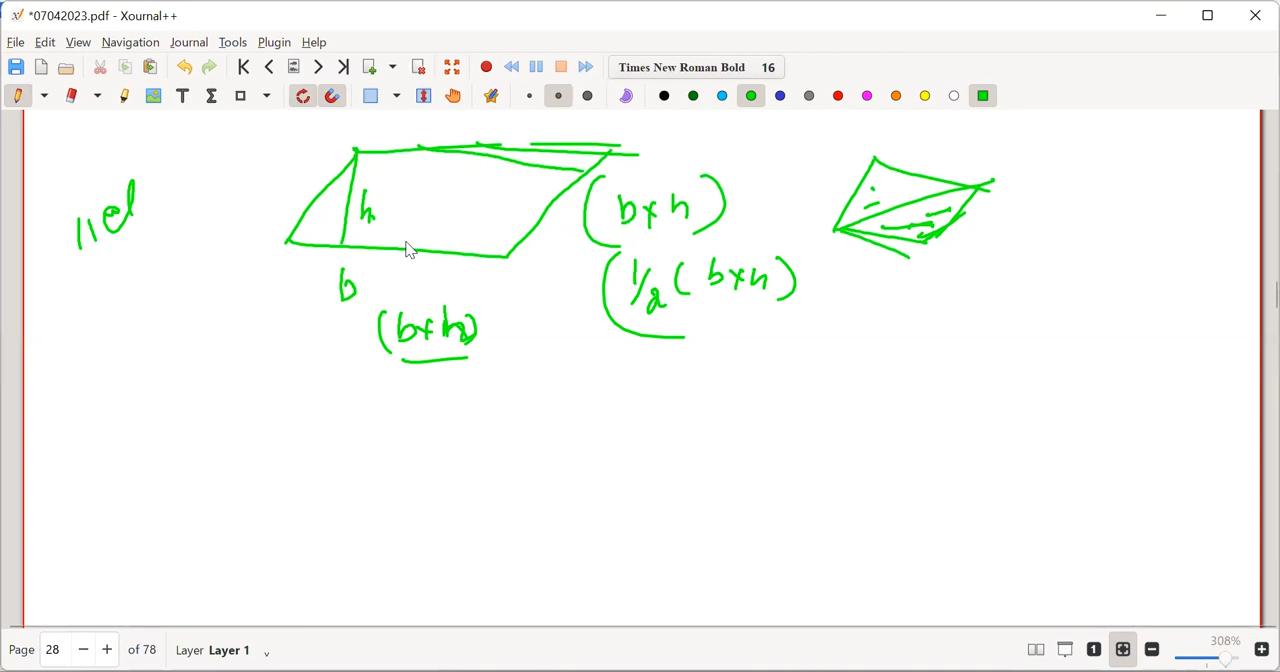 *07042023.pdf - Xournal++
File Edit View Navigation Journal Tools Plugin Help
Times New Roman Bold 16
||el
h
b
(b×h)
(b×h)
(1/2 (b×h)
Page 28 of 78 Layer Layer 1
308%